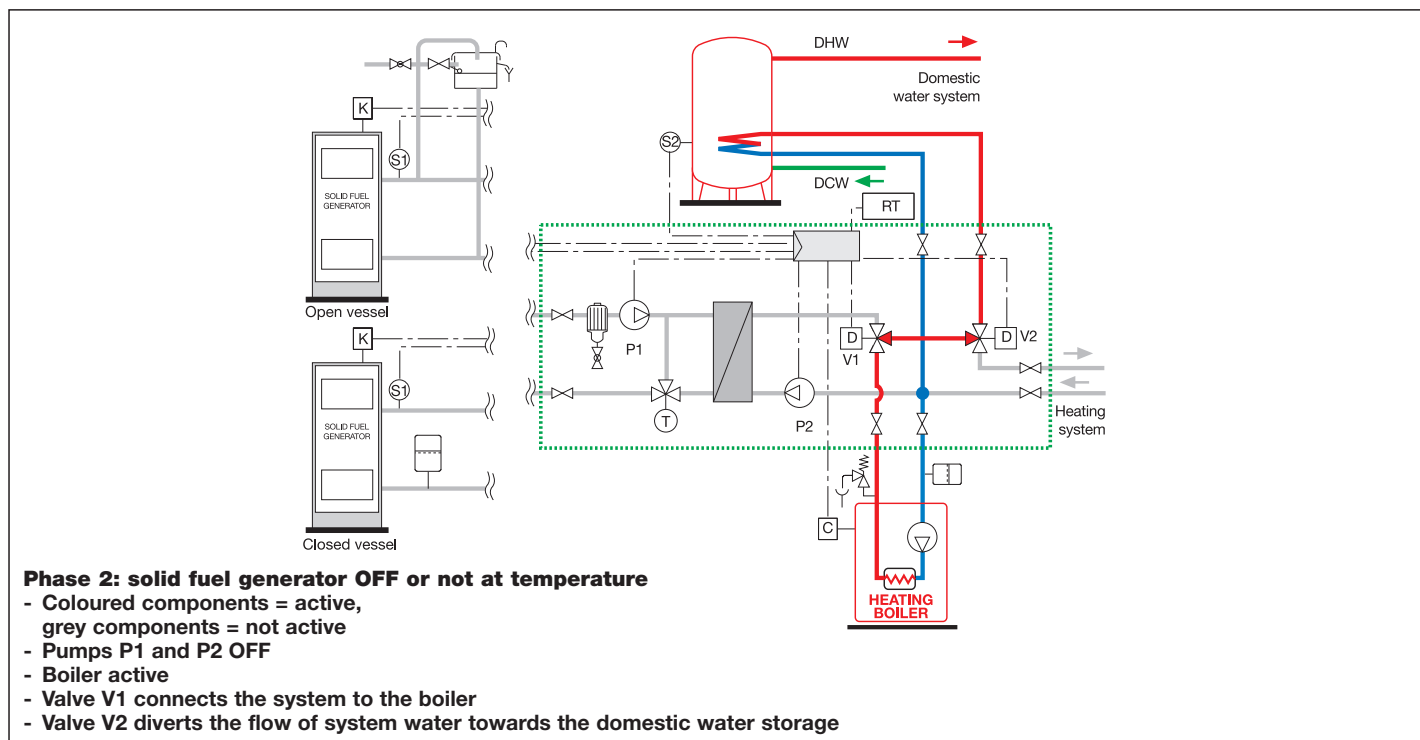 DHW
Domestic
water system
K
S1
S2
SOLID FUEL
GENERATOR
DCW
RT
Open vessel
P1
D
V1
D
V2
K
S1
T
P2
Heating
system
SOLID FUEL
GENERATOR
C
Closed vessel
HEATING
BOILER
Phase 2: solid fuel generator OFF or not at temperature
- Coloured components = active,
grey components = not active
- Pumps P1 and P2 OFF
- Boiler active
- Valve V1 connects the system to the boiler
- Valve V2 diverts the flow of system water towards the domestic water storage